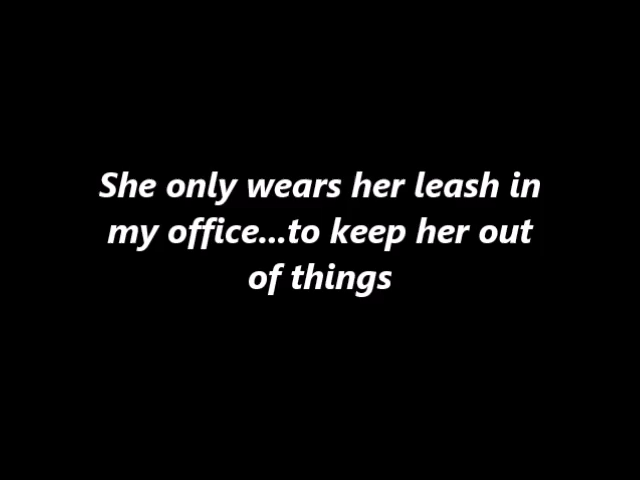 She only wears her leash in
my office...to keep her out
of things